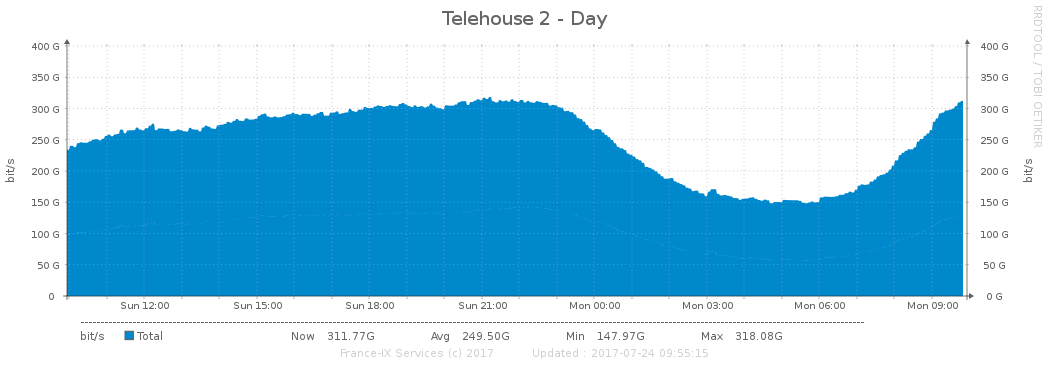 Telehouse 2 - Day
RRDTOOL / TOBI OETIKER
400 G 400 G
350 G 350 G
300 G 300 G
250 G 250 G
200 G 200 G
150 G 150 G
100 G 100 G
50 G 50 G
0 0 G
bit/s bit/s
Sun 12:00 Sun 15:00 Sun 18:00 Sun 21:00 Mon 00:00 Mon 03:00 Mon 06:00 Mon 09:00
bit/s Total Now 311.77G Avg 249.50G Min 147.97G Max 318.08G
France-IX Services (c) 2017 Updated : 2017-07-24 09:55:15